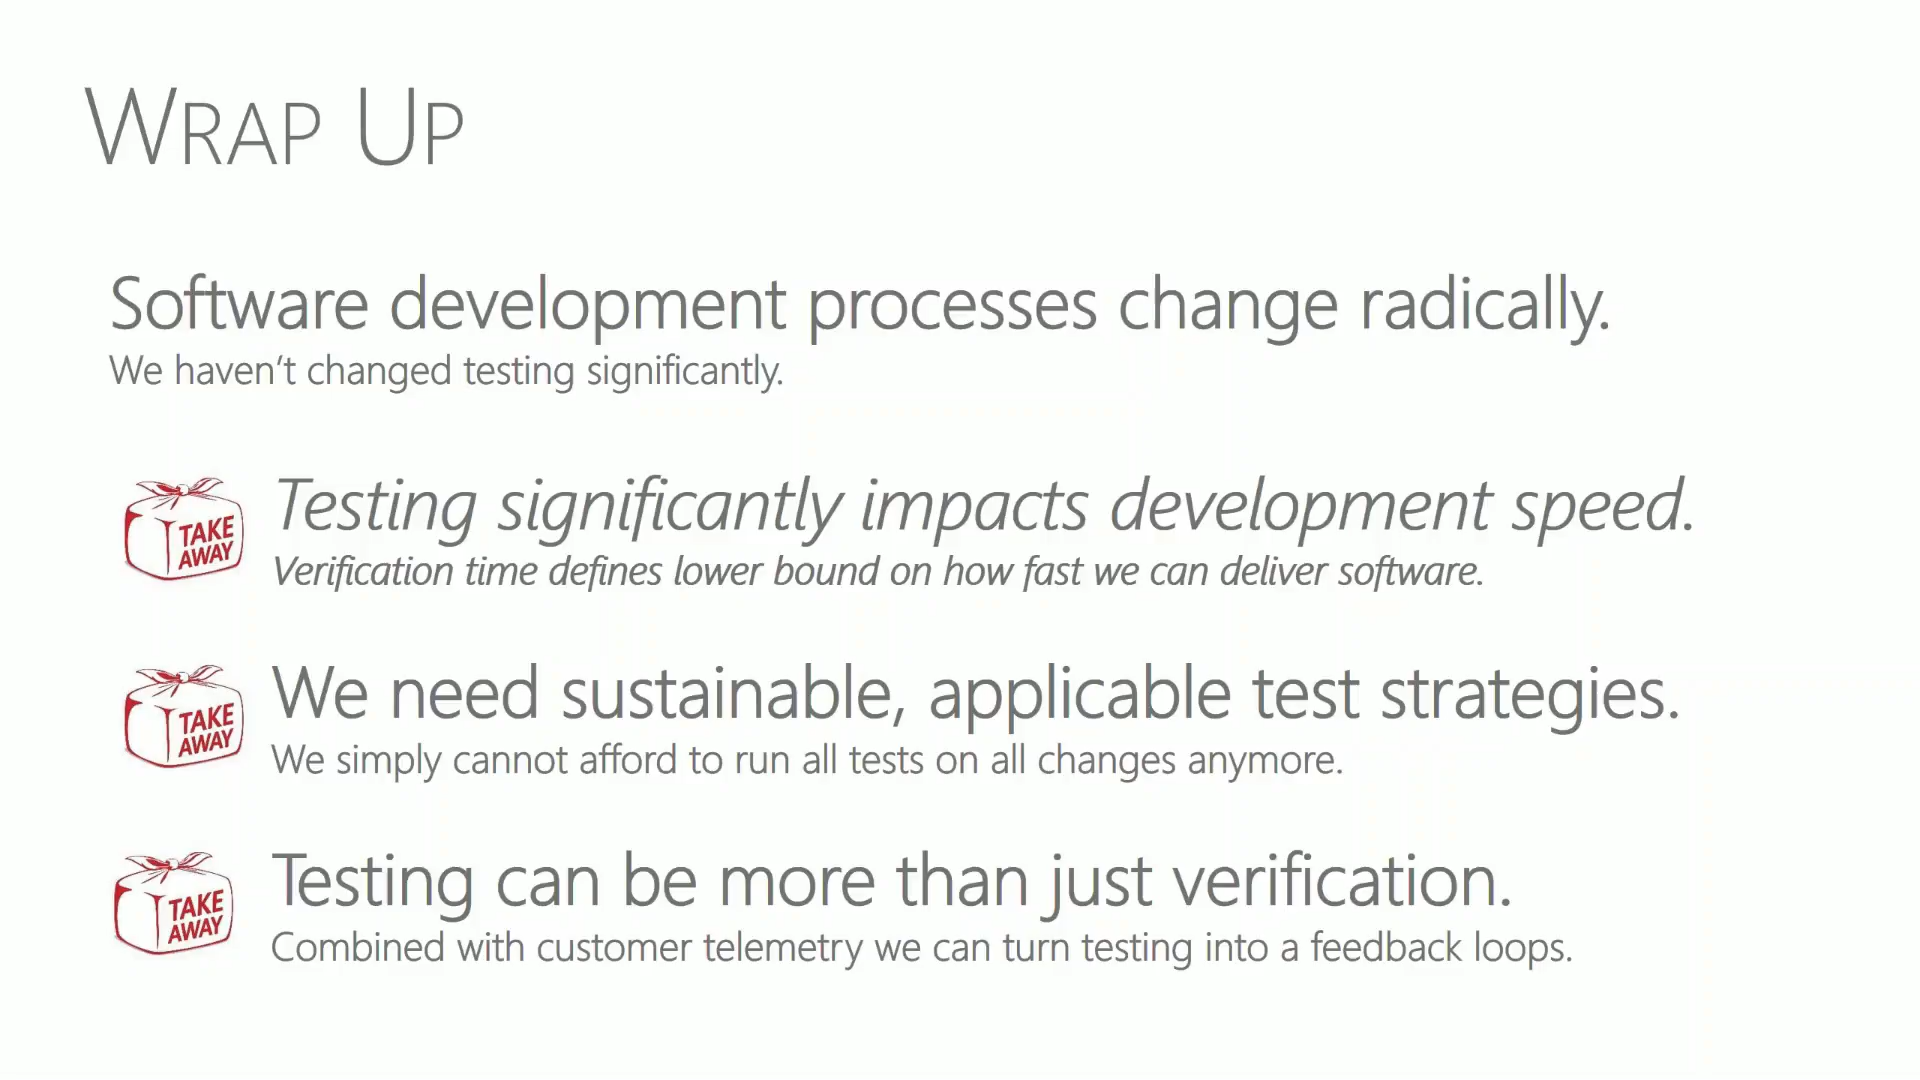 WRAP UP
Software development processes change radically.
We haven't changed testing significantly.
TAKE
AWAY
Testing significantly impacts development speed.
Verification time defines lower bound on how fast we can deliver software.
TAKE
AWAY
We need sustainable, applicable test strategies.
We simply cannot afford to run all tests on all changes anymore.
TAKE
AWAY
Testing can be more than just verification.
Combined with customer telemetry we can turn testing into a feedback loops.